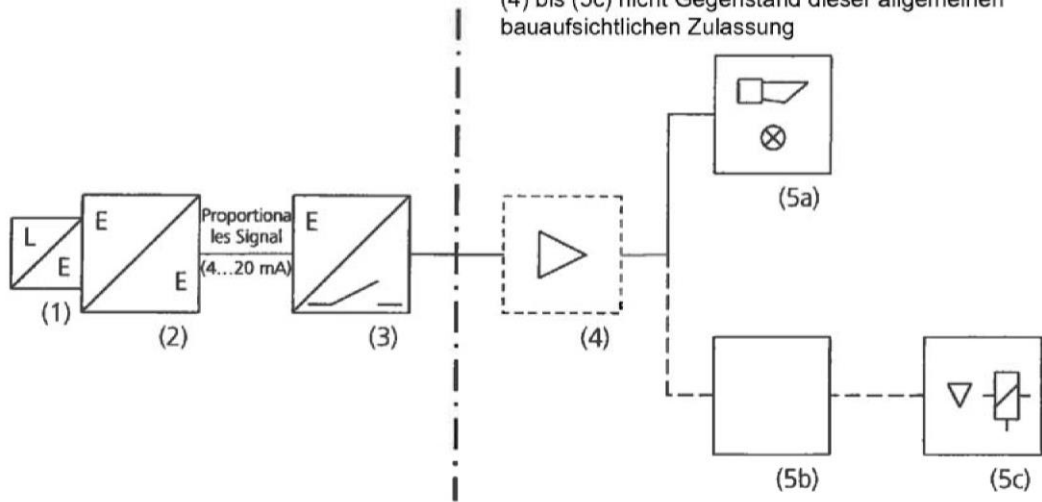 (4) bis (5c) nicht Gegenstand dieser allgemeinen
bauaufsichtlichen Zulassung
(5a)
L
E
(1)
E
E
(2)
Proportiona
les Signal
(4...20 mA)
E
(3)
(4)
(5b)
(5c)